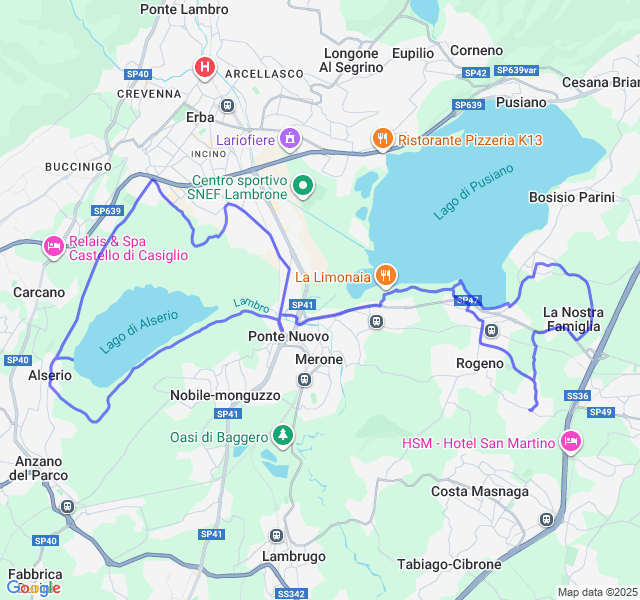 Ponte Lambro
Longone
Al Segrino
Eupilio
Corneno
SP40
H
ARCELLASCO
SP42
SP639var
Cesana Brian
CREVENNA
Pusiano
SP639
Erba
Lariofiere
Ristorante Pizzeria K13
INCINO
BUCCINIGO
Centro sportivo
SNEF Lambrone
Lago di Pusiano
Bosisio Parini
SP639
Relais & Spa
Castello di Casiglio
La Limonaia
Carcano
Lambro
SP41
SP47
La Nostra
Famiglia
Lago di Alserio
Ponte Nuovo
Merone
SP40
Alserio
Rogeno
Nobile-monguzzo
SP41
SS36
SP49
Oasi di Baggero
HSM - Hotel San Martino
Anzano
del Parco
Costa Masnaga
SP41
SP40
Lambrugo
Tabiago-Cibrone
Fabbrica
Google
SS342
Map data ©2025